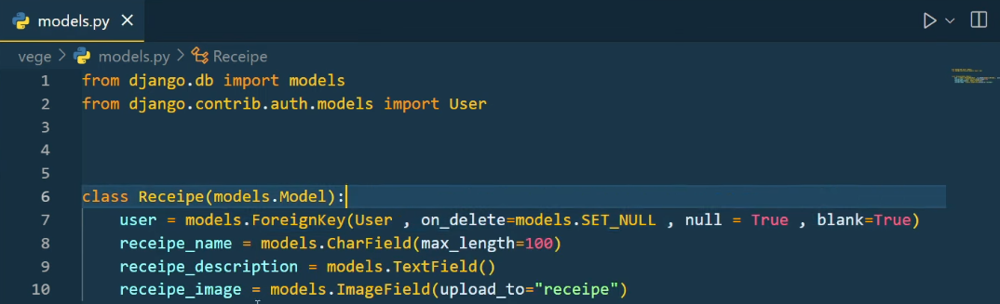 models.py
vege > models.py > Receipe
1 from django.db import models
2 from django.contrib.auth.models import User
3
4
5
6 class Receipe(models.Model):
7     user = models.ForeignKey(User , on_delete=models.SET_NULL , null = True , blank=True)
8     receipe_name = models.CharField(max_length=100)
9     receipe_description = models.TextField()
10     receipe_image = models.ImageField(upload_to="receipe")